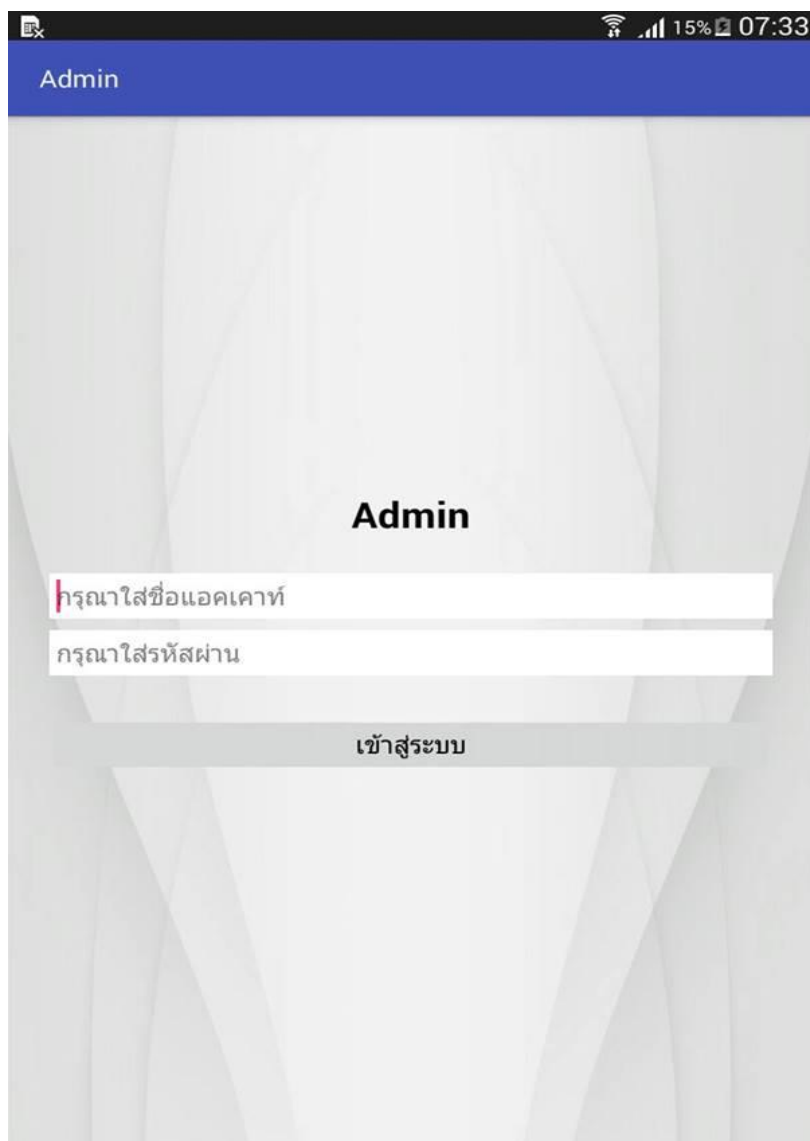 15% 07:33
Admin
Admin
กรุณาใส่ชื่อแอคเคาท์
กรุณาใส่รหัสผ่าน
เข้าสู่ระบบ